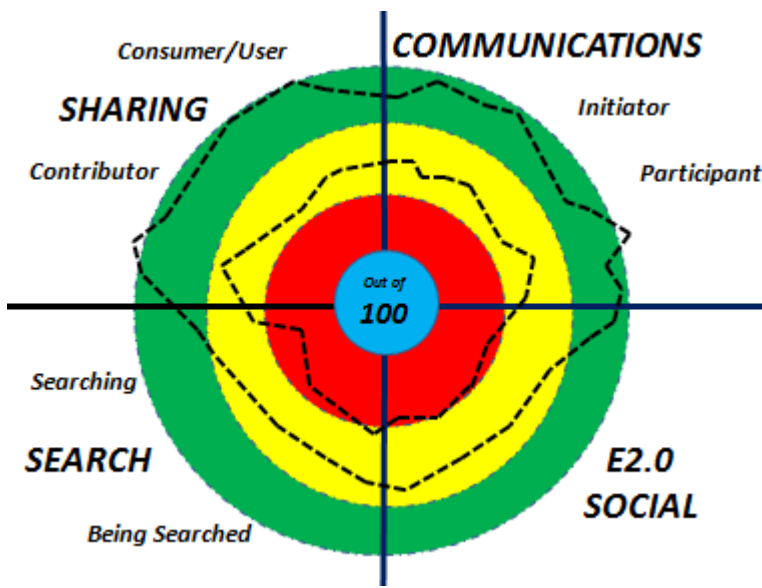 Consumer/User
COMMUNICATIONS
SHARING
Initiator
Contributor
Participant
Out of
100
Searching
SEARCH
E2.0
SOCIAL
Being Searched